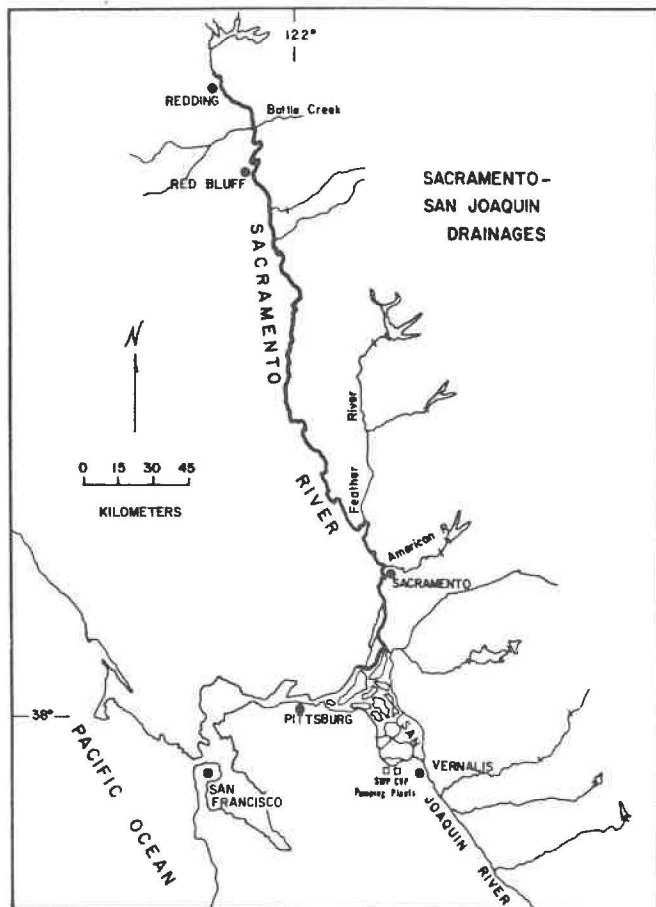 122°
REDDING
Battle Creek
RED BLUFF
SACRAMENTO-
SAN JOAQUIN
DRAINAGES
SACRAMENTO
RIVER
N
0 15 30 45
KILOMETERS
Feather River
American R
SACRAMENTO
38°
PITTSBURG
SAN
JOAQUIN
RIVER
VERNALIS
SWP CVP
Pumping Plants
SAN
FRANCISCO
PACIFIC OCEAN